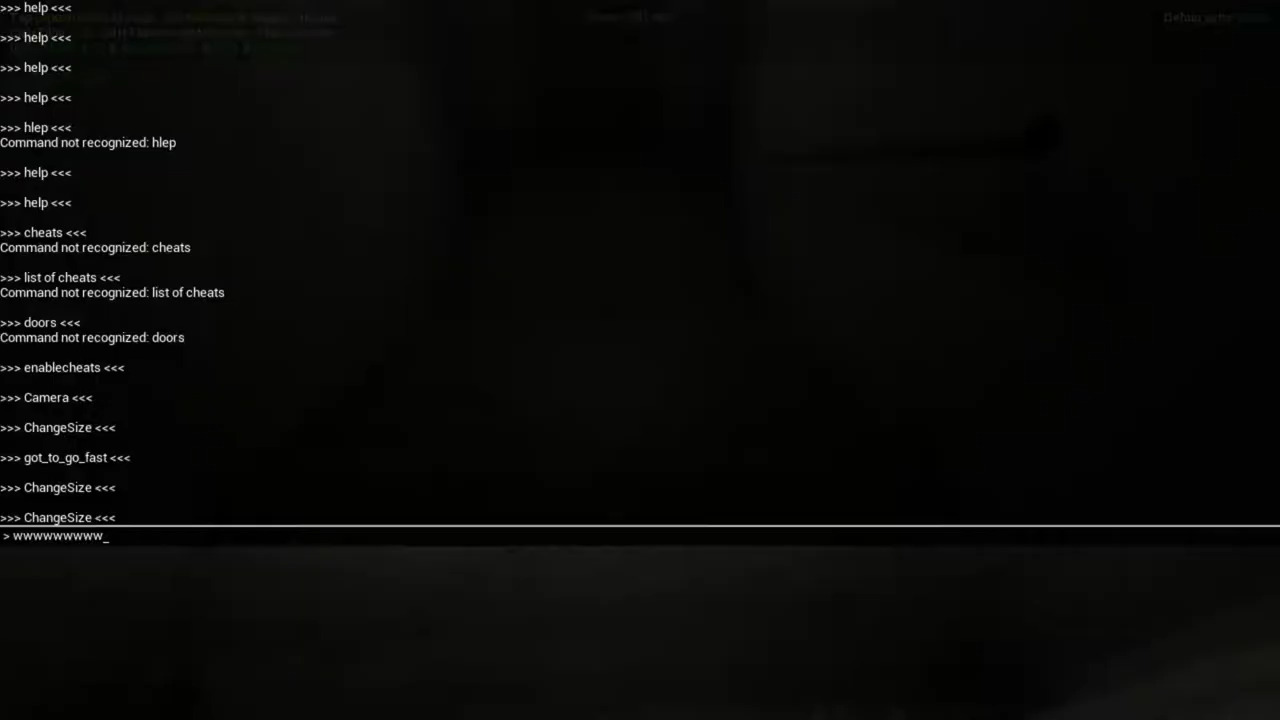 >>> help <<<
>>> help <<<
>>> help <<<
>>> help <<<
>>> hlep <<<
Command not recognized: hlep
>>> help <<<
>>> help <<<
>>> cheats <<<
Command not recognized: cheats
>>> list of cheats <<<
Command not recognized: list of cheats
>>> doors <<<
Command not recognized: doors
>>> enablecheats <<<
>>> Camera <<<
>>> ChangeSize <<<
>>> got_to_go_fast <<<
>>> ChangeSize <<<
>>> ChangeSize <<<
> wwwwwwwww_